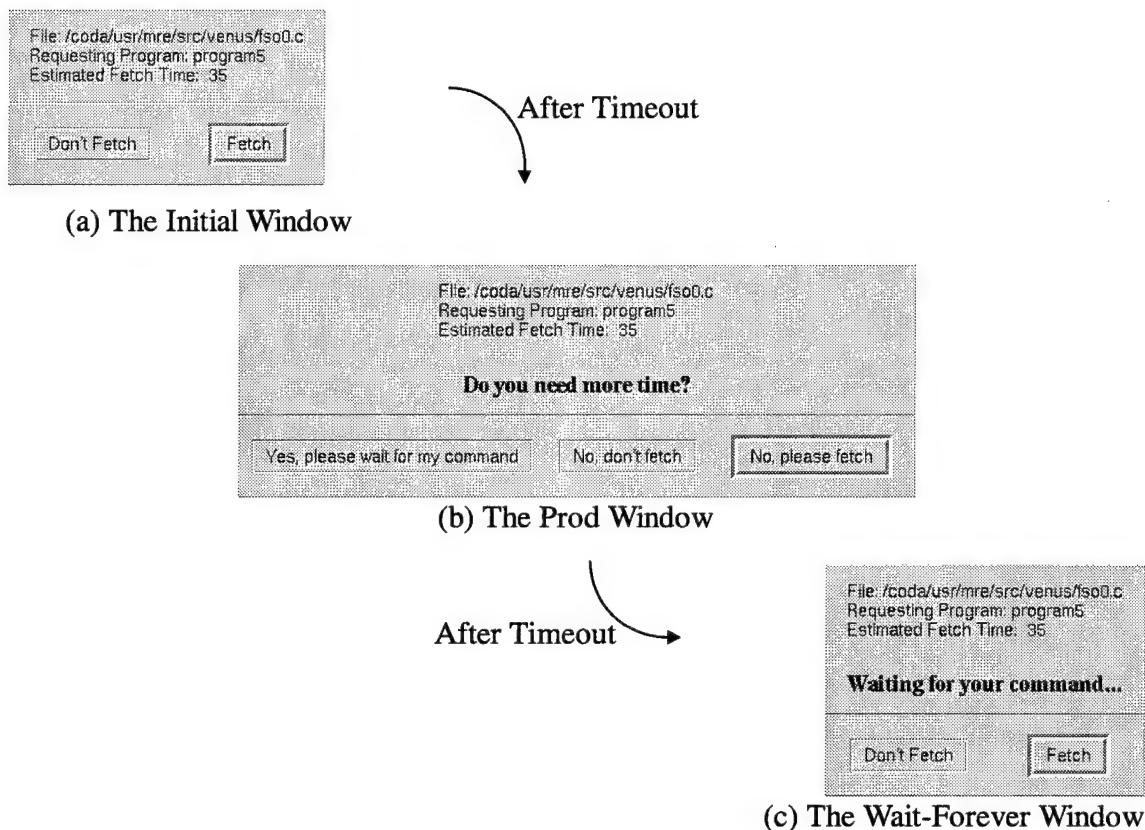 File: /coda/usr/mre/src/venus/fso0.c
Requesting Program: program5
Estimated Fetch Time: 35
Don't Fetch
Fetch
After Timeout
(a) The Initial Window
File: /coda/usr/mre/src/venus/fso0.c
Requesting Program: program5
Estimated Fetch Time: 35
Do you need more time?
Yes, please wait for my command
No, don't fetch
No, please fetch
(b) The Prod Window
After Timeout
File: /coda/usr/mre/src/venus/fso0.c
Requesting Program: program5
Estimated Fetch Time: 35
Waiting for your command...
Don't Fetch
Fetch
(c) The Wait-Forever Window